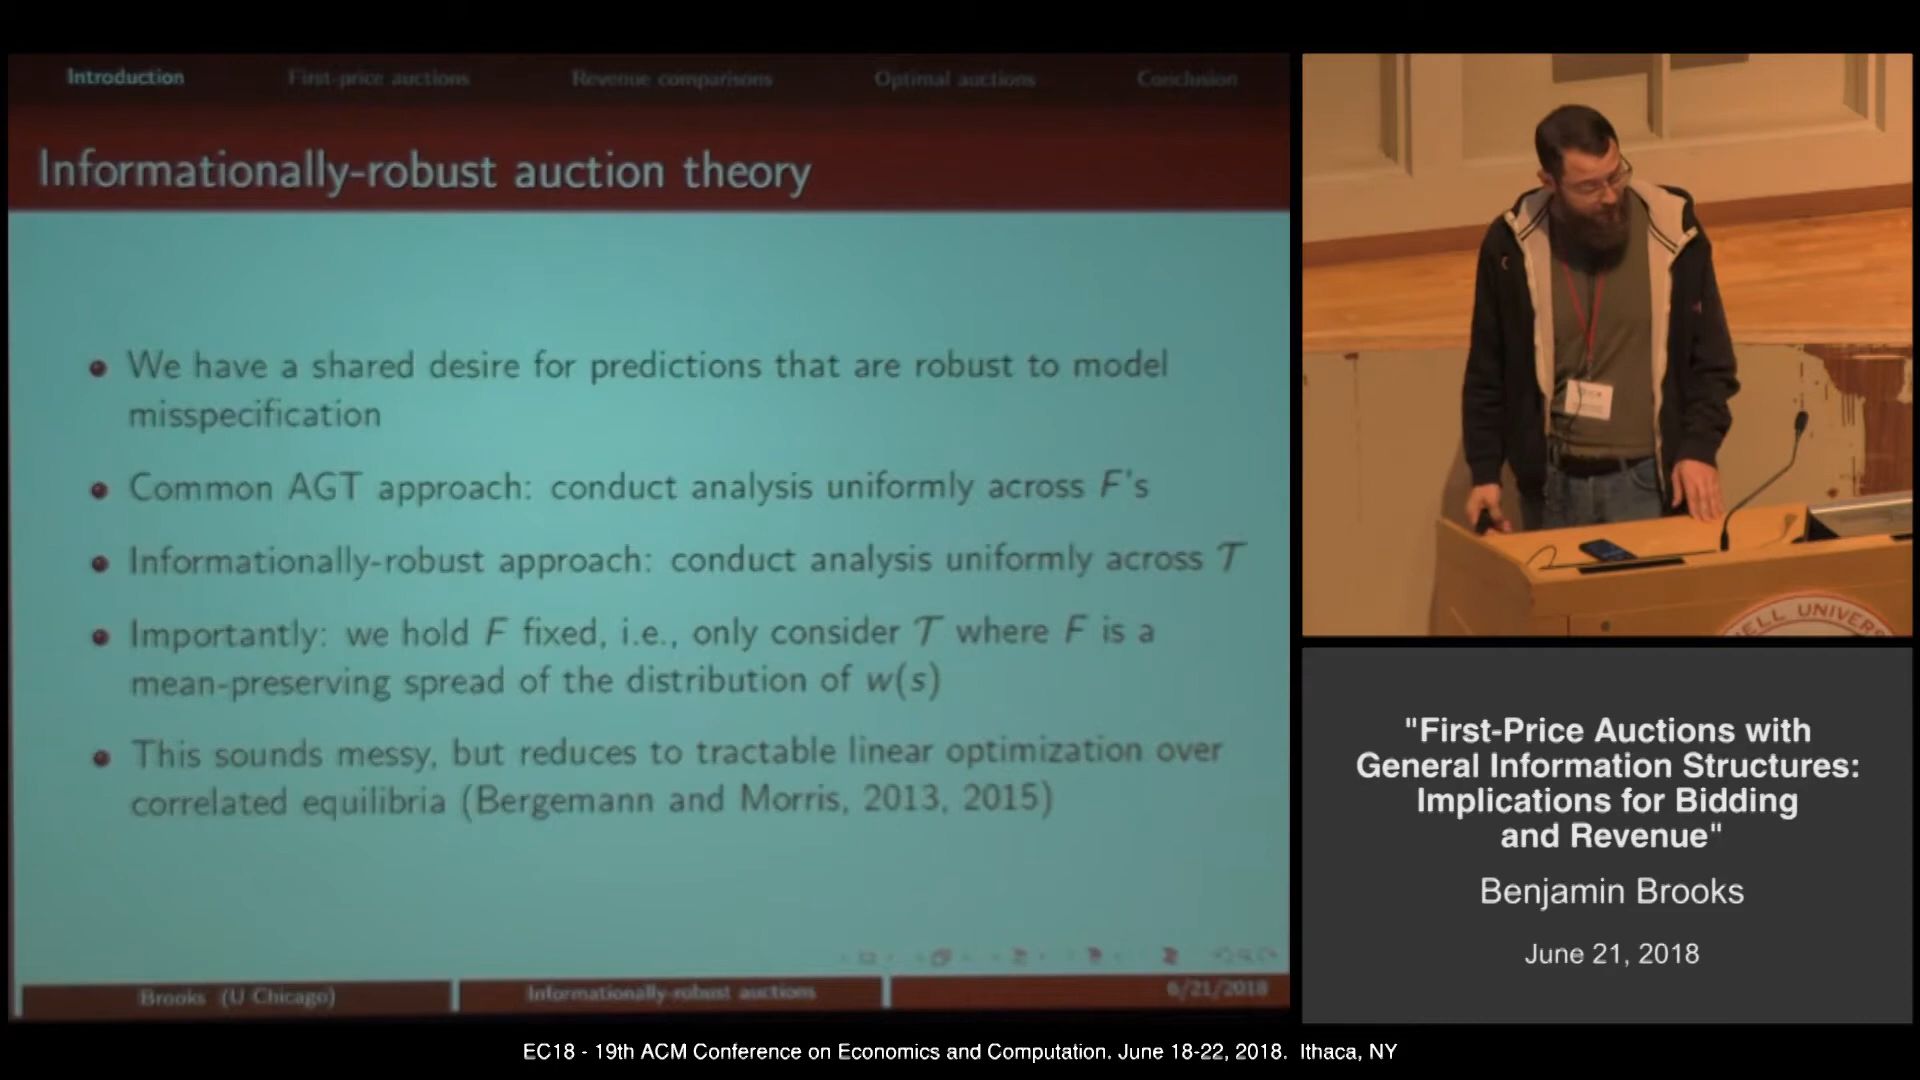 Introduction First-price auctions Revenue comparisons Optimal auctions Conclusion
Informationally-robust auction theory
We have a shared desire for predictions that are robust to model
misspecification
Common AGT approach: conduct analysis uniformly across F's
Informationally-robust approach: conduct analysis uniformly across 𝒯
Importantly: we hold F fixed, i.e., only consider 𝒯 where F is a
mean-preserving spread of the distribution of w(s)
This sounds messy, but reduces to tractable linear optimization over
correlated equilibria (Bergemann and Morris, 2013, 2015)
Brooks (U Chicago) Informationally-robust auctions 6/21/2018
"First-Price Auctions with
General Information Structures:
Implications for Bidding
and Revenue"
Benjamin Brooks
June 21, 2018
EC18 - 19th ACM Conference on Economics and Computation. June 18-22, 2018. Ithaca, NY